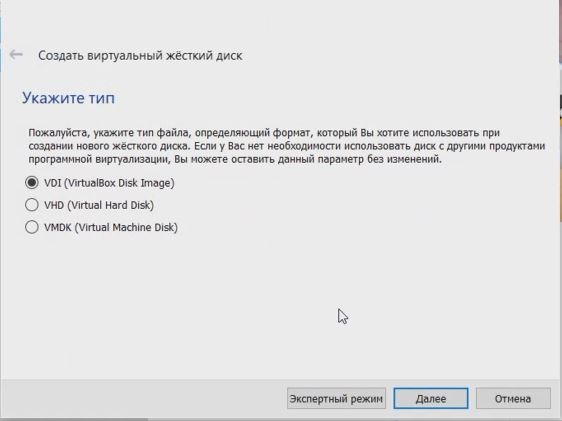 Создать виртуальный жёсткий диск
Укажите тип
Пожалуйста, укажите тип файла, определяющий формат, который Вы хотите использовать при
создании нового жёсткого диска. Если у Вас нет необходимости использовать диск с другими продуктами
программной виртуализации, Вы можете оставить данный параметр без изменений.
VDI (VirtualBox Disk Image)
VHD (Virtual Hard Disk)
VMDK (Virtual Machine Disk)
Экспертный режим Далее Отмена